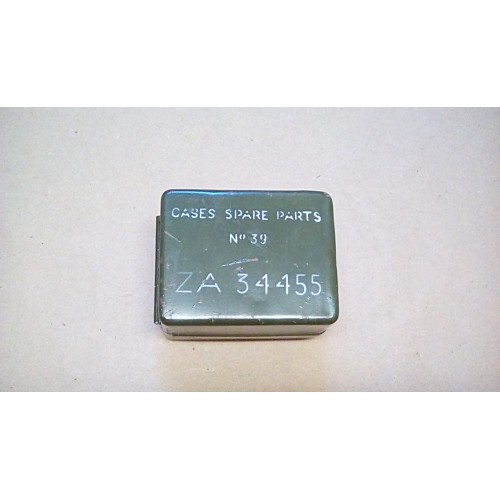 CASES SPARE PARTS
Nº 39
ZA 34455